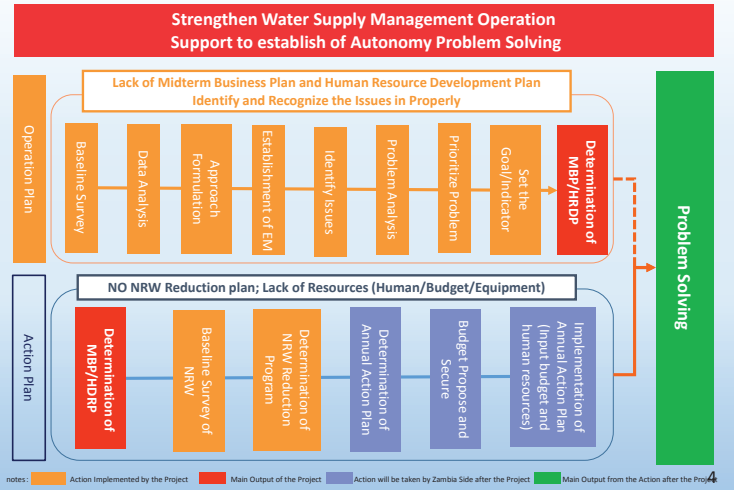 Strengthen Water Supply Management Operation
Support to establish of Autonomy Problem Solving
Operation Plan
Lack of Midterm Business Plan and Human Resource Development Plan
Identify and Recognize the Issues in Properly
Baseline Survey
Data Analysis
Approach
Formulation
Establishment of EM
Identify Issues
Problem Analysis
Prioritize Problem
Set the
Goal/Indicator
Determination of
MBP/HRDP
Problem Solving
Action Plan
NO NRW Reduction plan; Lack of Resources (Human/Budget/Equipment)
Determination of
MBP/HDRP
Baseline Survey of
NRW
Determination of
NRW Reduction
Program
Determination of
Annual Action Plan
Budget Propose and
Secure
Implementation of
Annual Action Plan
(Input budget and
human resources)
notes :
Action Implemented by the Project
Main Output of the Project
Action will be taken by Zambia Side after the Project
Main Output from the Action after the Project
4